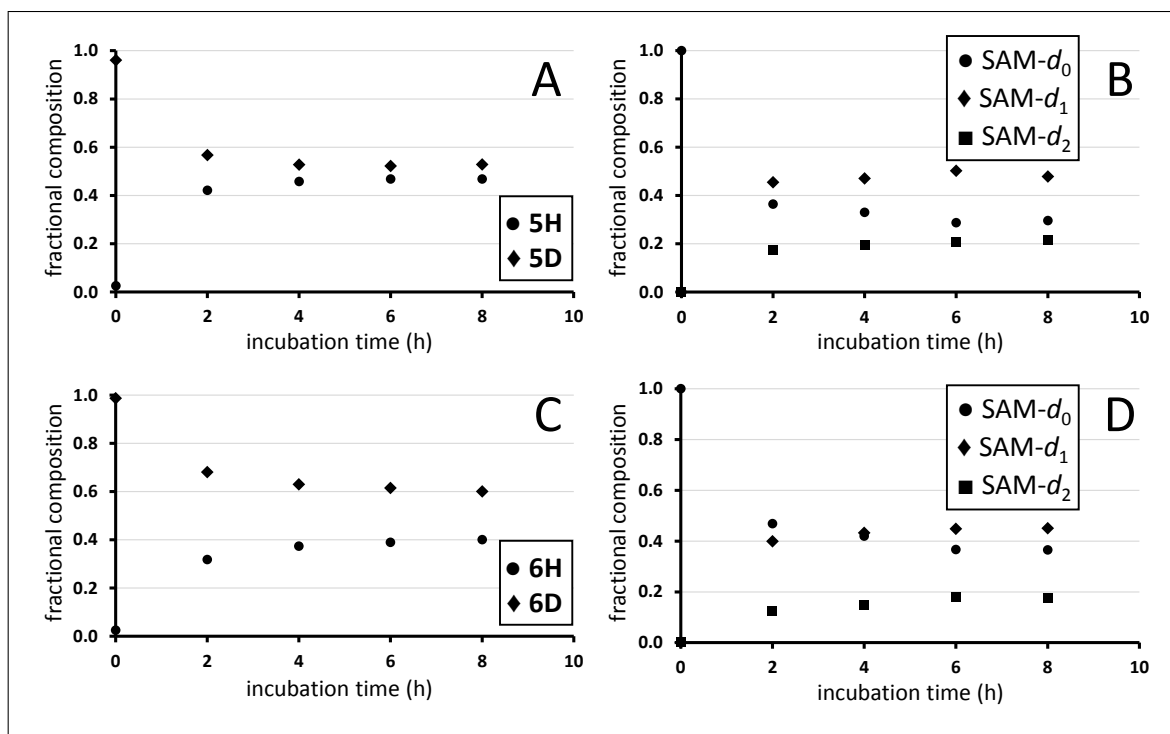 A
fractional composition
1.0
0.8
0.6
0.4
0.2
0.0
5H
5D
0 2 4 6 8 10
incubation time (h)
B
fractional composition
1.0
0.8
0.6
0.4
0.2
0.0
SAM-d0
SAM-d1
SAM-d2
0 2 4 6 8 10
incubation time (h)
C
fractional composition
1.0
0.8
0.6
0.4
0.2
0.0
6H
6D
0 2 4 6 8 10
incubation time (h)
D
fractional composition
1.0
0.8
0.6
0.4
0.2
0.0
SAM-d0
SAM-d1
SAM-d2
0 2 4 6 8 10
incubation time (h)